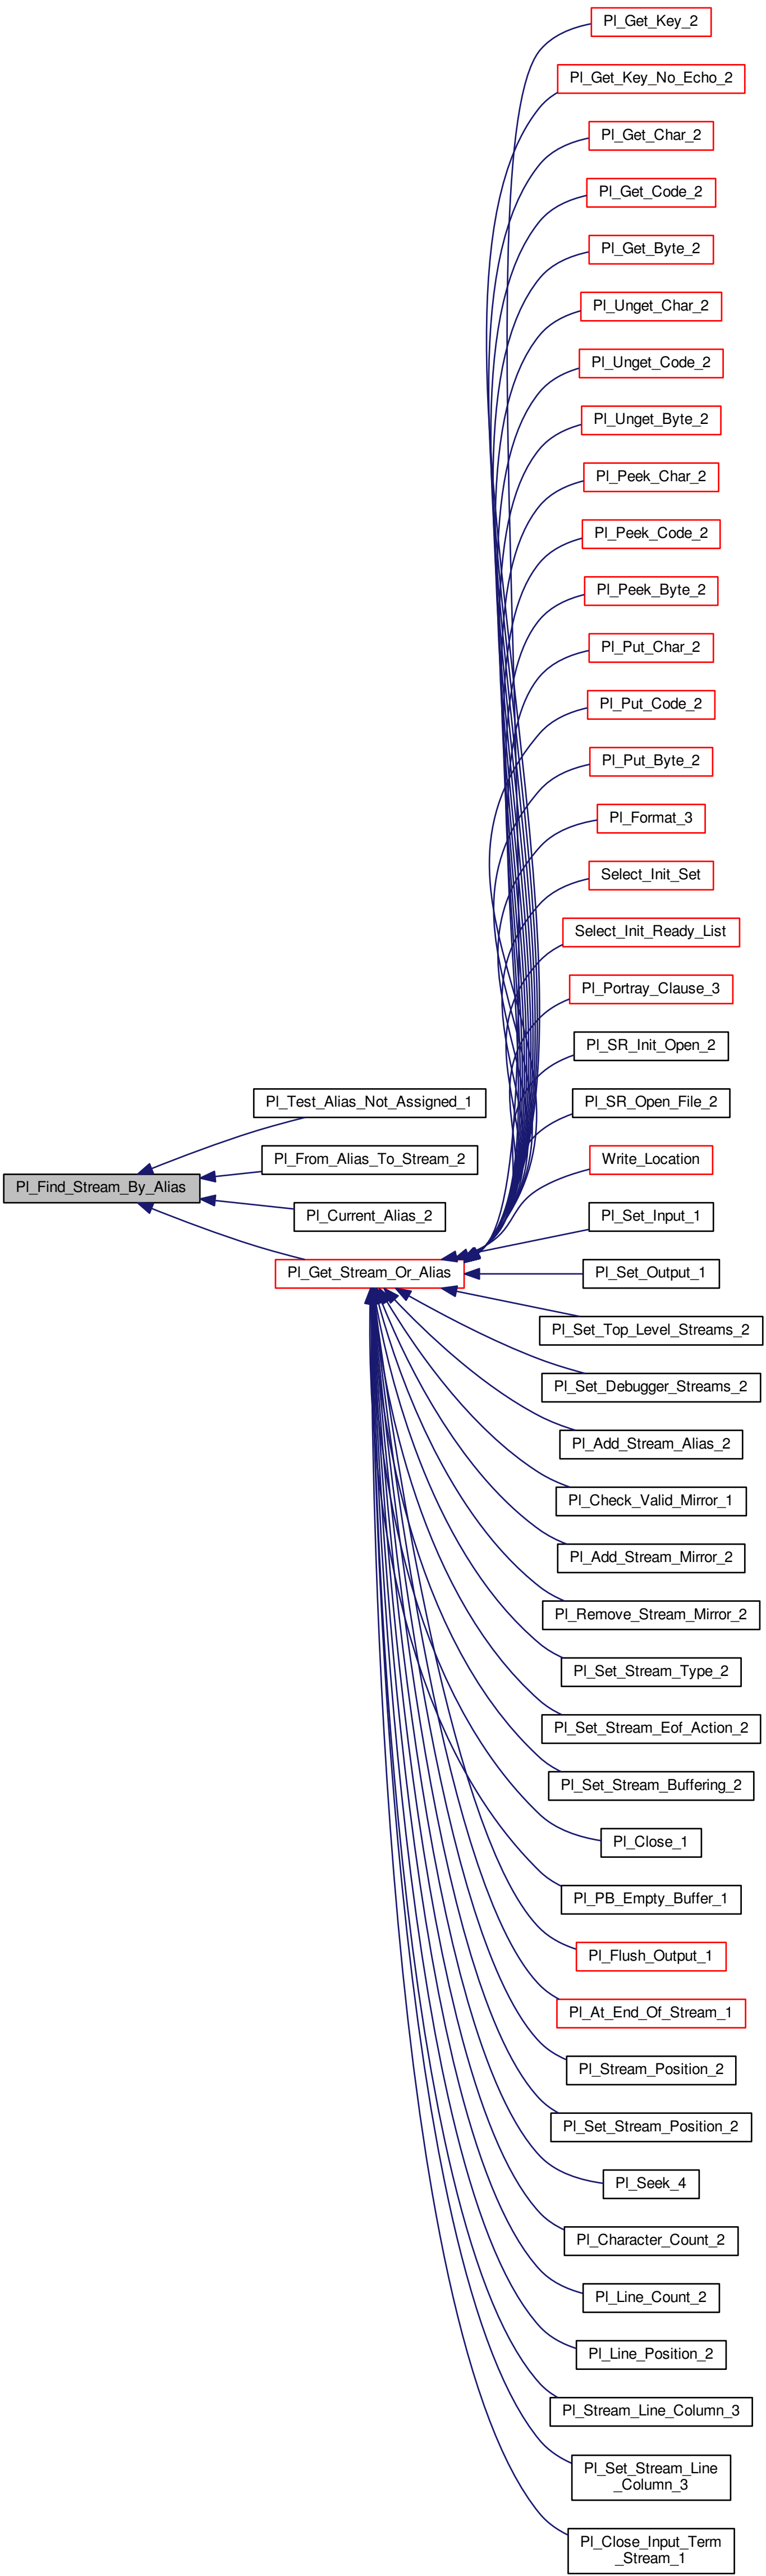 Pl_Get_Key_2
Pl_Get_Key_No_Echo_2
Pl_Get_Char_2
Pl_Get_Code_2
Pl_Get_Byte_2
Pl_Unget_Char_2
Pl_Unget_Code_2
Pl_Unget_Byte_2
Pl_Peek_Char_2
Pl_Peek_Code_2
Pl_Peek_Byte_2
Pl_Put_Char_2
Pl_Put_Code_2
Pl_Put_Byte_2
Pl_Format_3
Select_Init_Set
Select_Init_Ready_List
Pl_Portray_Clause_3
Pl_SR_Init_Open_2
Pl_Test_Alias_Not_Assigned_1
Pl_SR_Open_File_2
Pl_From_Alias_To_Stream_2
Write_Location
Pl_Find_Stream_By_Alias
Pl_Current_Alias_2
Pl_Set_Input_1
Pl_Get_Stream_Or_Alias
Pl_Set_Output_1
Pl_Set_Top_Level_Streams_2
Pl_Set_Debugger_Streams_2
Pl_Add_Stream_Alias_2
Pl_Check_Valid_Mirror_1
Pl_Add_Stream_Mirror_2
Pl_Remove_Stream_Mirror_2
Pl_Set_Stream_Type_2
Pl_Set_Stream_Eof_Action_2
Pl_Set_Stream_Buffering_2
Pl_Close_1
Pl_PB_Empty_Buffer_1
Pl_Flush_Output_1
Pl_At_End_Of_Stream_1
Pl_Stream_Position_2
Pl_Set_Stream_Position_2
Pl_Seek_4
Pl_Character_Count_2
Pl_Line_Count_2
Pl_Line_Position_2
Pl_Stream_Line_Column_3
Pl_Set_Stream_Line
_Column_3
Pl_Close_Input_Term
_Stream_1